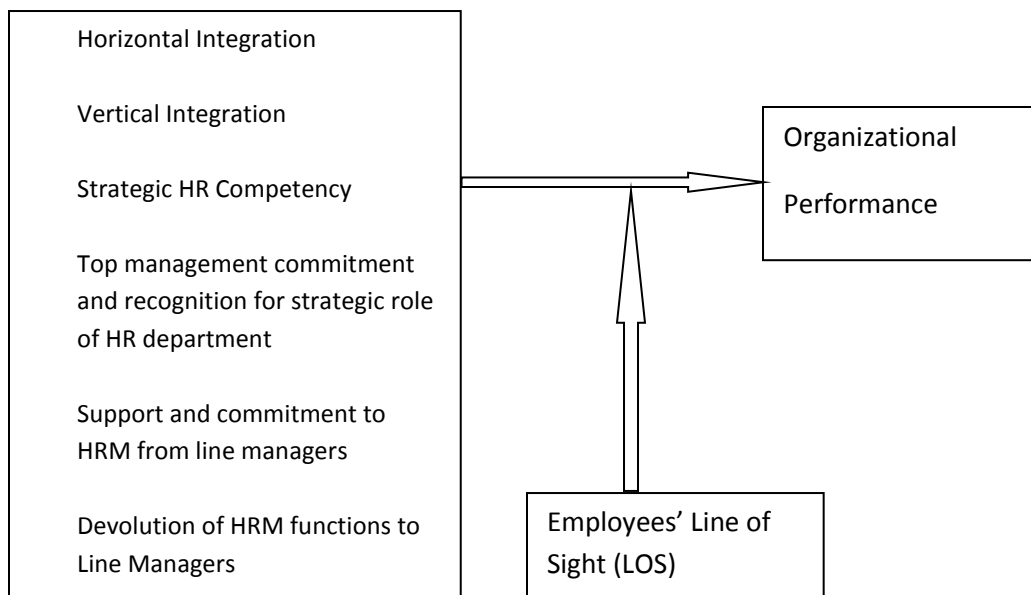 Horizontal Integration
Vertical Integration
Strategic HR Competency
Top management commitment
and recognition for strategic role
of HR department
Support and commitment to
HRM from line managers
Devolution of HRM functions to
Line Managers
Organizational
Performance
Employees’ Line of
Sight (LOS)